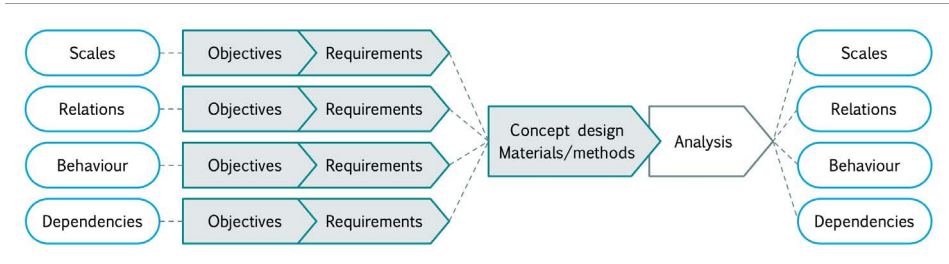 Scales
Objectives
Requirements
Relations
Objectives
Requirements
Behaviour
Objectives
Requirements
Dependencies
Objectives
Requirements
Concept design
Materials/methods
Analysis
Scales
Relations
Behaviour
Dependencies